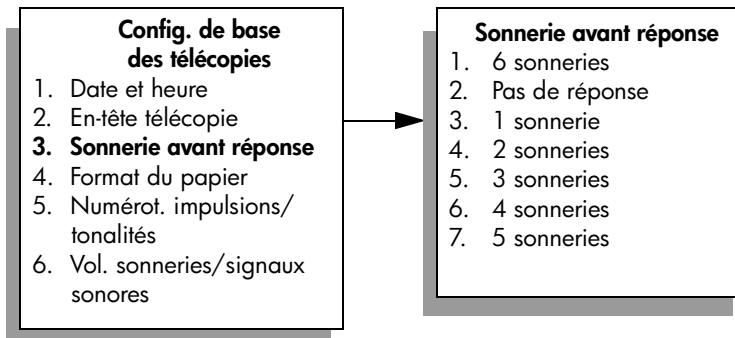 Config. de base
des télécopies
1. Date et heure
2. En-tête télécopie
3. Sonnerie avant réponse
4. Format du papier
5. Numérot. impulsions/
tonalités
6. Vol. sonneries/signaux
sonores
Sonnerie avant réponse
1. 6 sonneries
2. Pas de réponse
3. 1 sonnerie
4. 2 sonneries
5. 3 sonneries
6. 4 sonneries
7. 5 sonneries